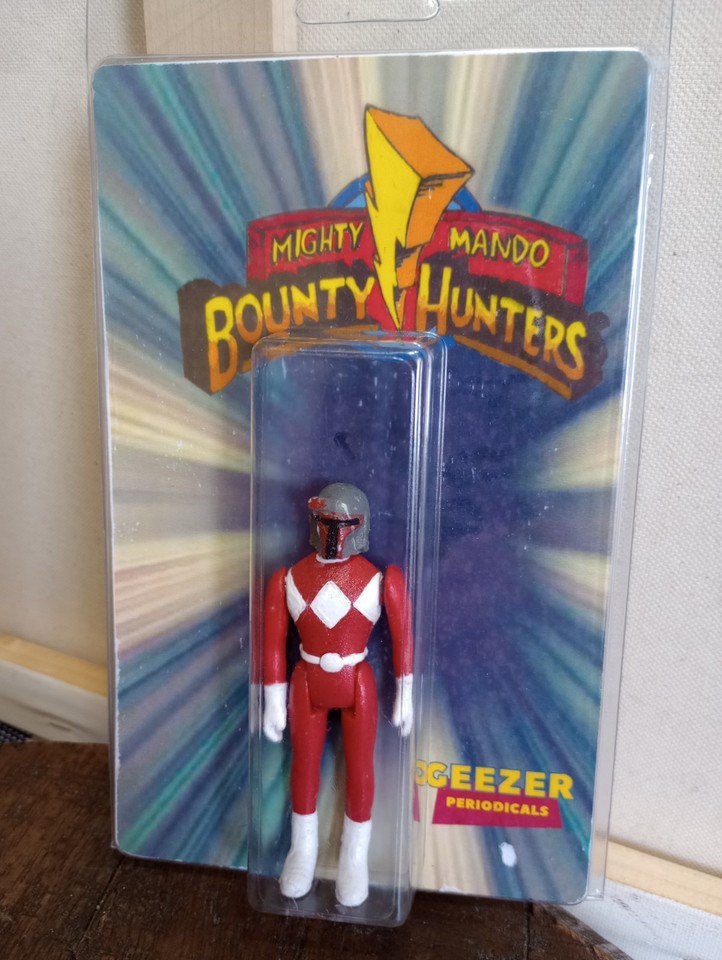 MIGHTY MANDO
BOUNTY HUNTERS
GEEZER
PERIODICALS